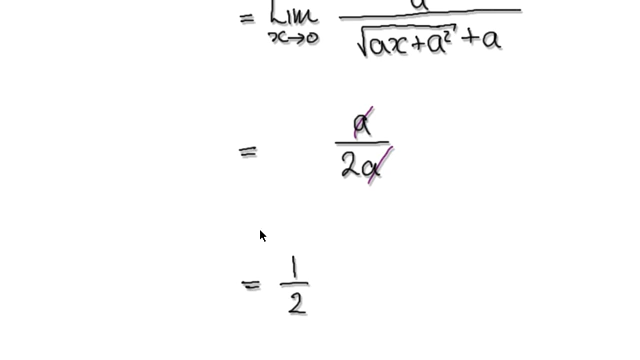 = Lim x→0 a / √(ax+a²) + a
= a / 2a
= 1 / 2